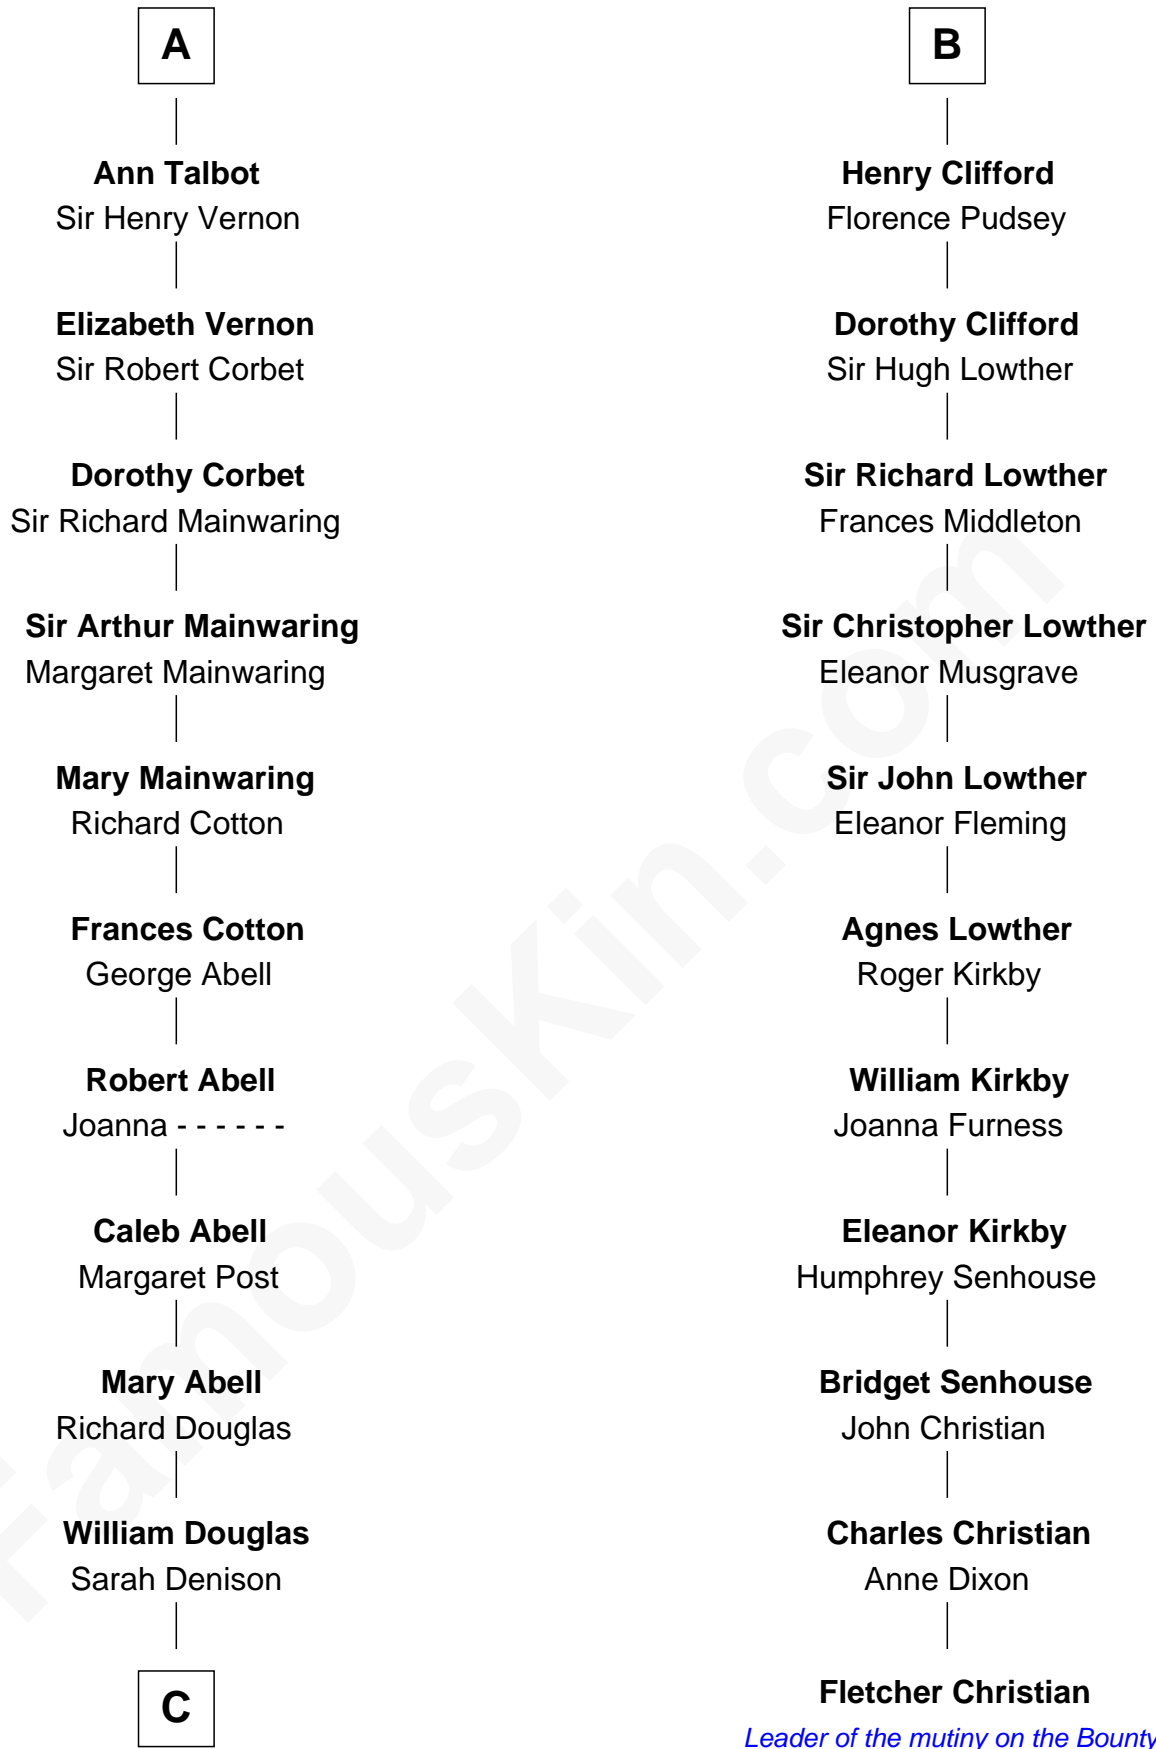 A
Ann Talbot
Sir Henry Vernon
Elizabeth Vernon
Sir Robert Corbet
Dorothy Corbet
Sir Richard Mainwaring
Sir Arthur Mainwaring
Margaret Mainwaring
Mary Mainwaring
Richard Cotton
Frances Cotton
George Abell
Robert Abell
Joanna - - - - - -
Caleb Abell
Margaret Post
Mary Abell
Richard Douglas
William Douglas
Sarah Denison
C
B
Henry Clifford
Florence Pudsey
Dorothy Clifford
Sir Hugh Lowther
Sir Richard Lowther
Frances Middleton
Sir Christopher Lowther
Eleanor Musgrave
Sir John Lowther
Eleanor Fleming
Agnes Lowther
Roger Kirkby
William Kirkby
Joanna Furness
Eleanor Kirkby
Humphrey Senhouse
Bridget Senhouse
John Christian
Charles Christian
Anne Dixon
Fletcher Christian
Leader of the mutiny on the Bounty
FamousKin.com